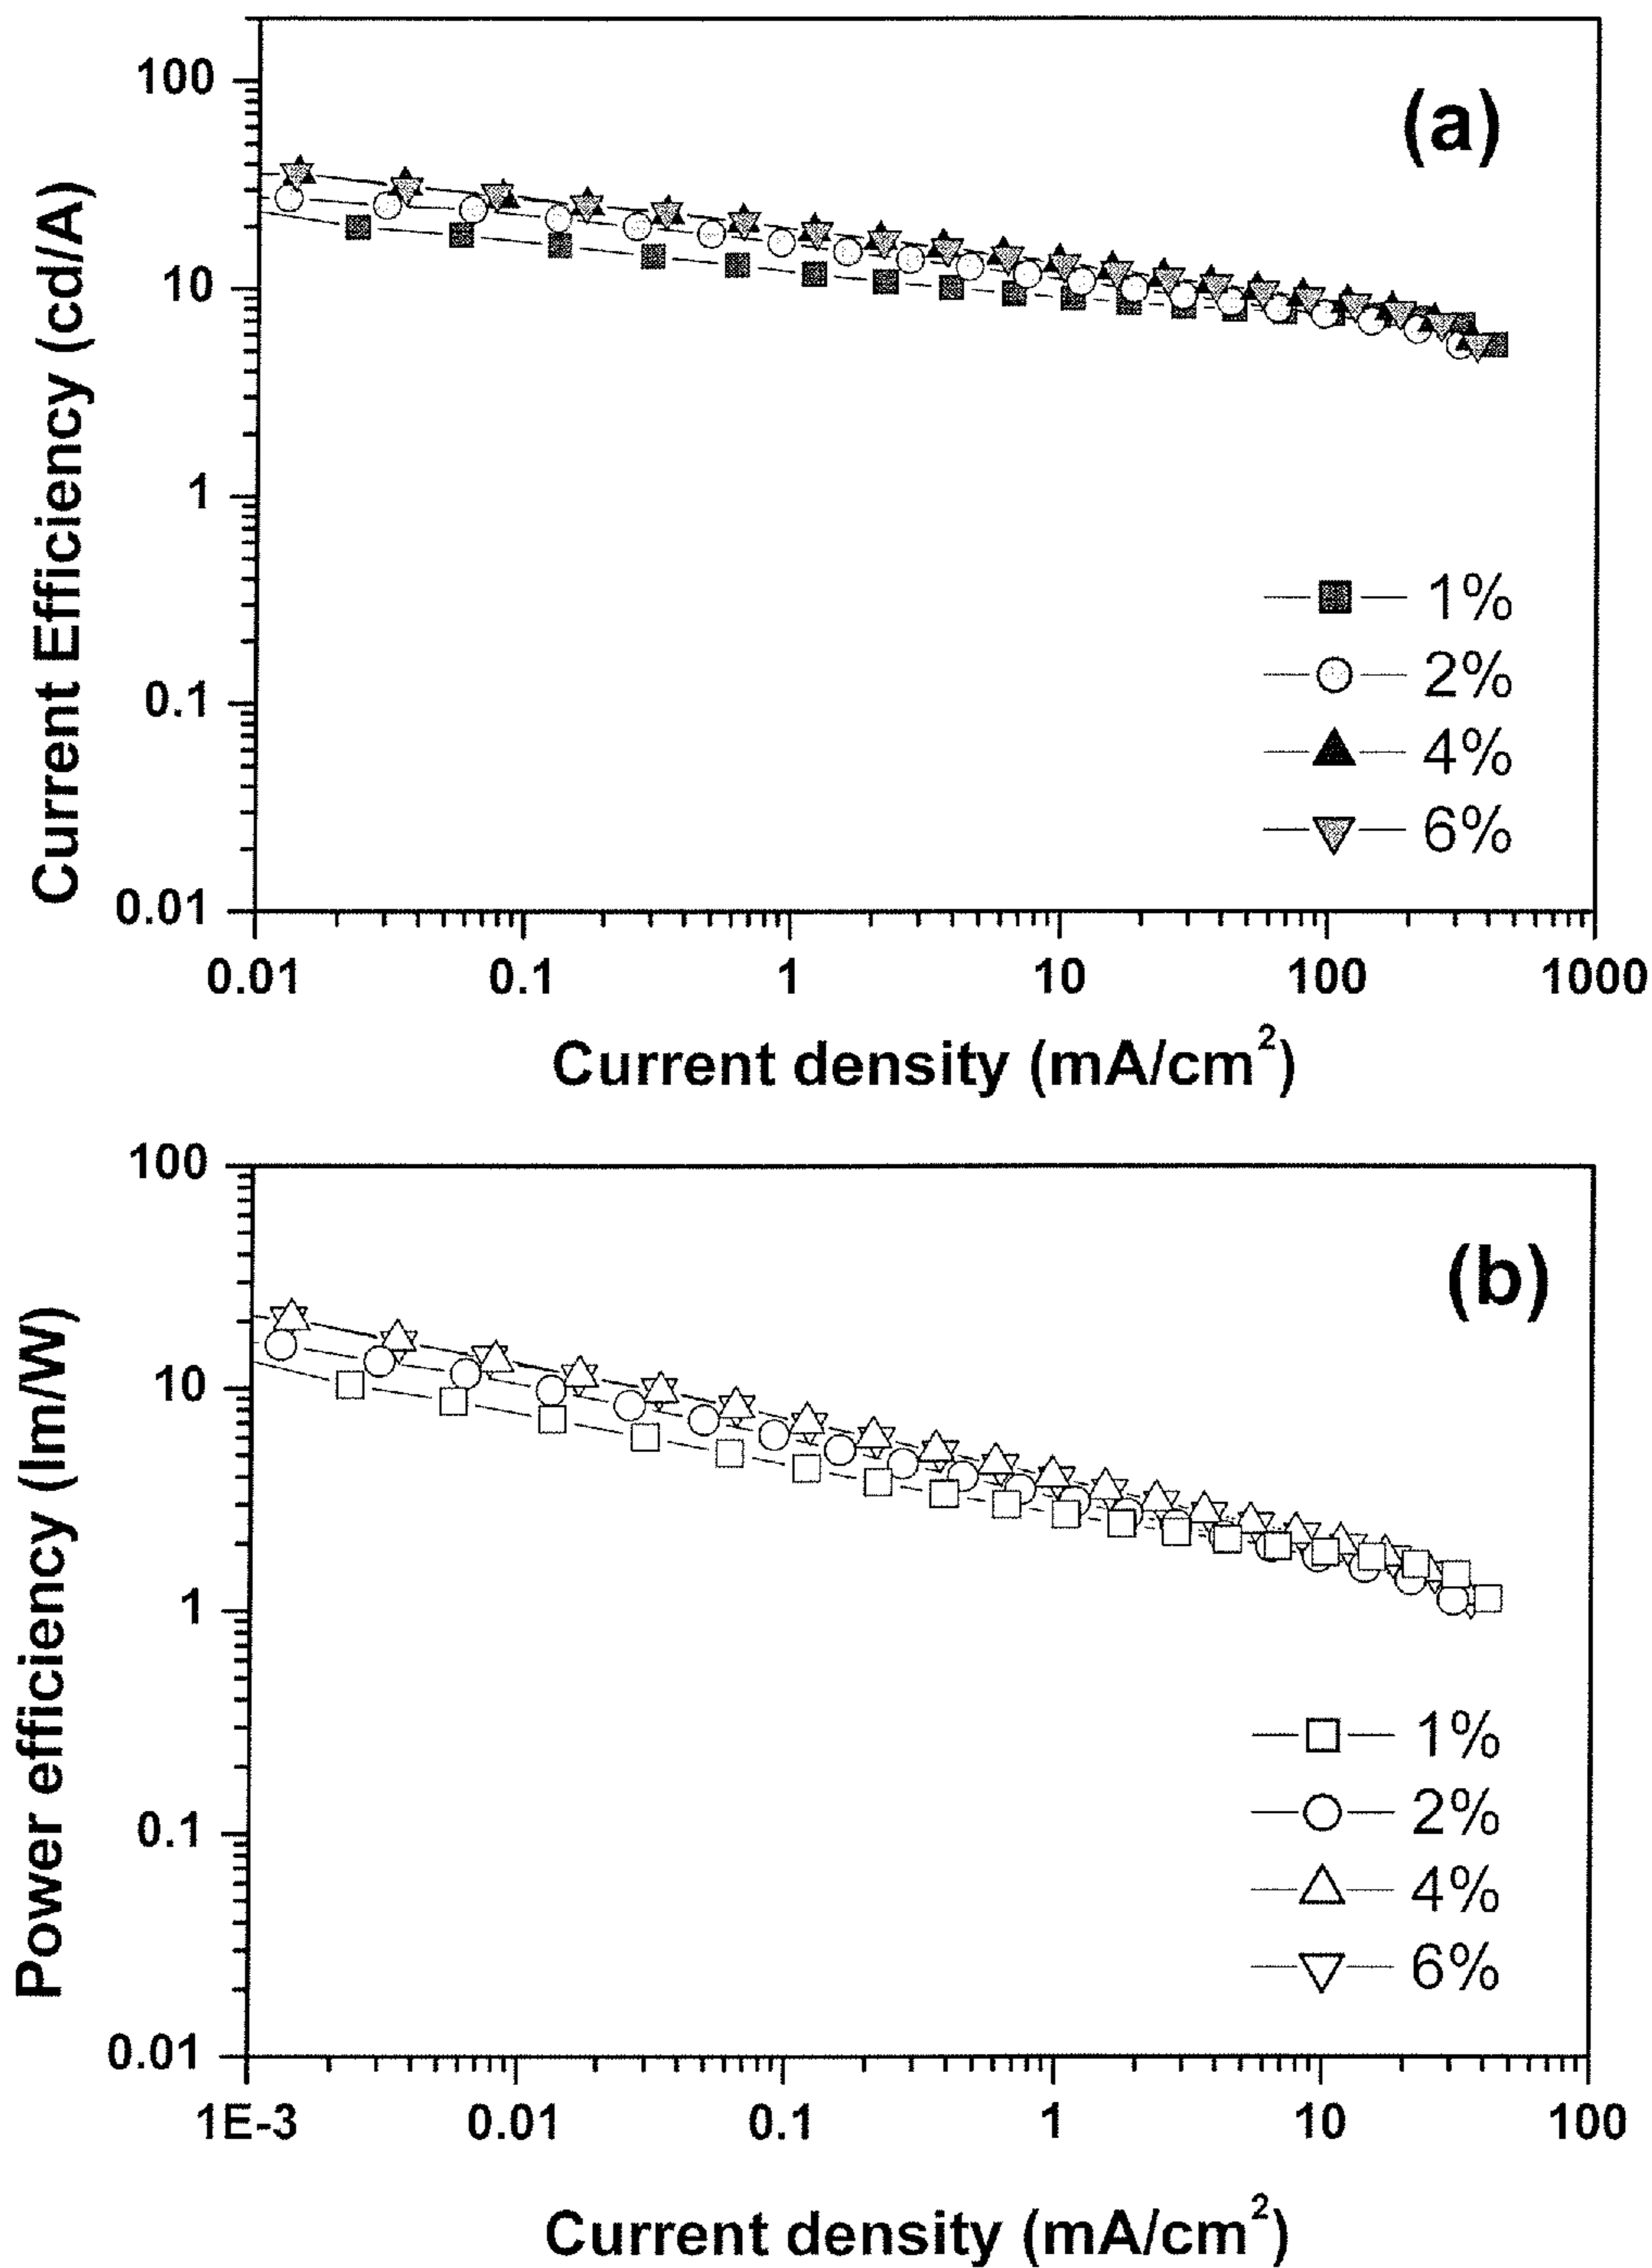 (a)
Current Efficiency (cd/A)
100
10
1
0.1
0.01
1%
2%
4%
6%
0.01 0.1 1 10 100 1000
Current density (mA/cm²)
(b)
Power efficiency (lm/W)
100
10
1
0.1
0.01
1%
2%
4%
6%
1E-3 0.01 0.1 1 10 100
Current density (mA/cm²)